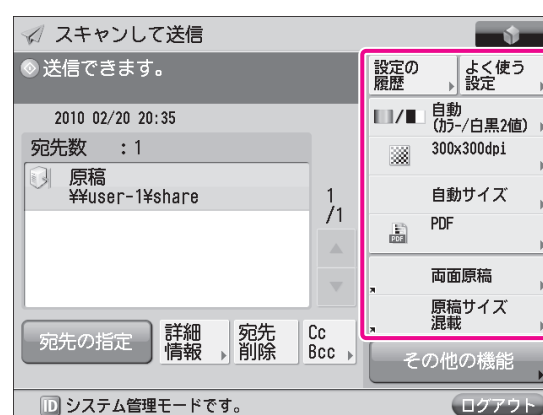 スキャンして送信
送信できます。
設定の
履歴
よく使う
設定
2010 02/20 20:35
自動
(ｶﾗｰ/白黒2値)
宛先数 : 1
300x300dpi
原稿
¥¥user-1¥share
1
/1
自動サイズ
PDF
PDF
両面原稿
原稿サイズ
混載
宛先の指定
詳細
情報
宛先
削除
Cc
Bcc
その他の機能
ID システム管理モードです。
ログアウト